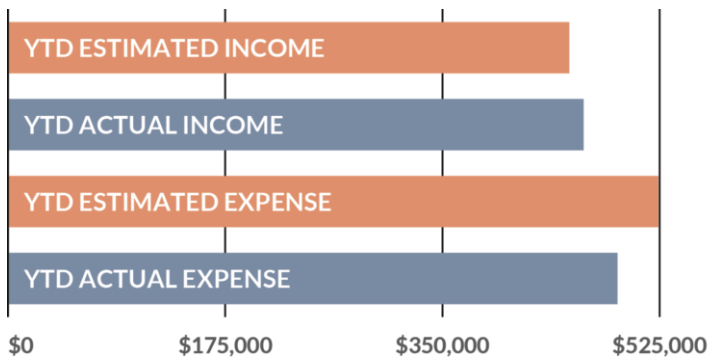 YTD ESTIMATED INCOME
YTD ACTUAL INCOME
YTD ESTIMATED EXPENSE
YTD ACTUAL EXPENSE
$0 $175,000 $350,000 $525,000